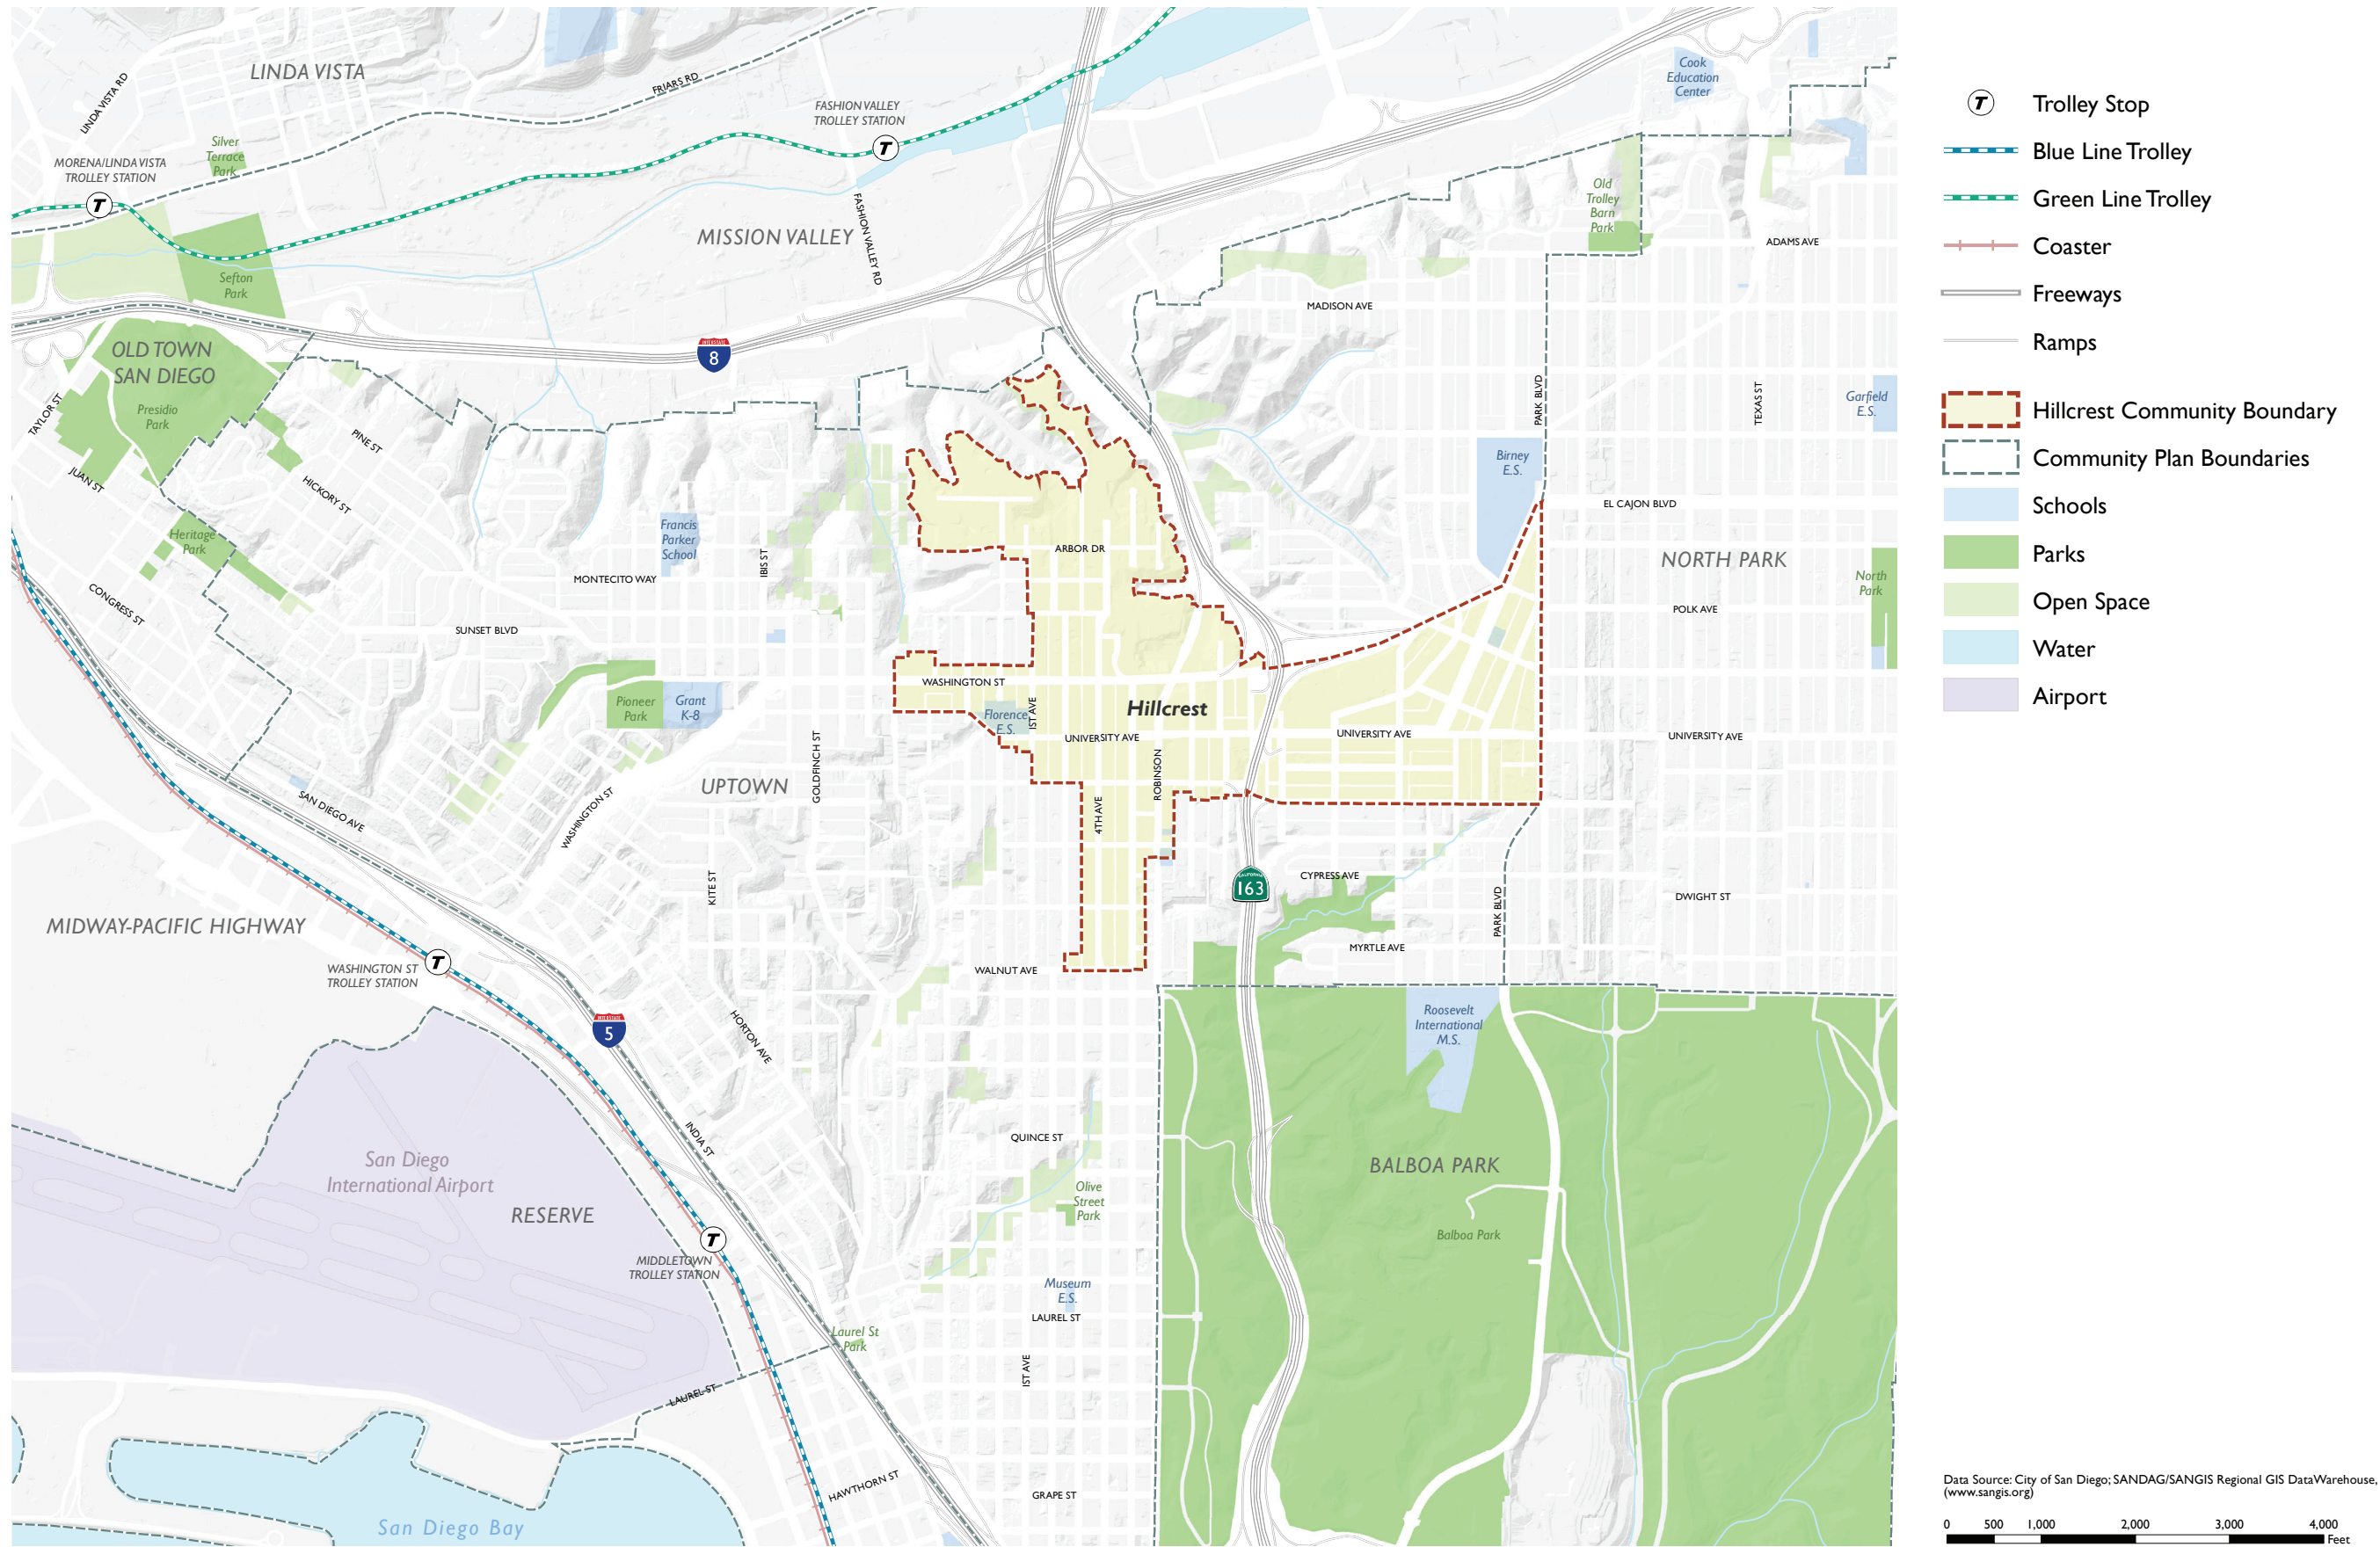 LINDA VISTA
LINDA VISTA RD
FRIARS RD
Silver
Terrace
Park
MORENA/LINDA VISTA
TROLLEY STATION
T
FASHION VALLEY
TROLLEY STATION
T
FASHION VALLEY RD
MISSION VALLEY
Sefton
Park
Cook
Education
Center
Old
Trolley
Barn
Park
ADAMS AVE
MADISON AVE
INTERSTATE
8
OLD TOWN
SAN DIEGO
Presidio
Park
TAYLOR ST
JUAN ST
PINE ST
HICKORY ST
Heritage
Park
CONGRESS ST
Francis
Parker
School
IBIS ST
MONTECITO WAY
SUNSET BLVD
ARBOR DR
PARK BLVD
TEXAS ST
Garfield
E.S.
Birney
E.S.
EL CAJON BLVD
NORTH PARK
North
Park
POLK AVE
Pioneer
Park
Grant
K-8
WASHINGTON ST
Florence
E.S.
1ST AVE
Hillcrest
UNIVERSITY AVE
UNIVERSITY AVE
UNIVERSITY AVE
GOLDFINCH ST
ROBINSON
4TH AVE
UPTOWN
SAN DIEGO AVE
WASHINGTON ST
KITE ST
CALIFORNIA
163
CYPRESS AVE
PARK BLVD
DWIGHT ST
MYRTLE AVE
MIDWAY-PACIFIC HIGHWAY
WASHINGTON ST
TROLLEY STATION
T
WALNUT AVE
INTERSTATE
5
HORTON AVE
Roosevelt
International
M.S.
INDIA ST
QUINCE ST
San Diego
International Airport
RESERVE
BALBOA PARK
Balboa Park
Olive
Street
Park
T
MIDDLETOWN
TROLLEY STATION
Museum
E.S.
LAUREL ST
Laurel St
Park
1ST AVE
LAUREL ST
HAWTHORN ST
GRAPE ST
San Diego Bay
T
Trolley Stop
Blue Line Trolley
Green Line Trolley
Coaster
Freeways
Ramps
Hillcrest Community Boundary
Community Plan Boundaries
Schools
Parks
Open Space
Water
Airport
Data Source: City of San Diego; SANDAG/SANGIS Regional GIS DataWarehouse,
(www.sangis.org)
0 500 1,000 2,000 3,000 4,000
Feet